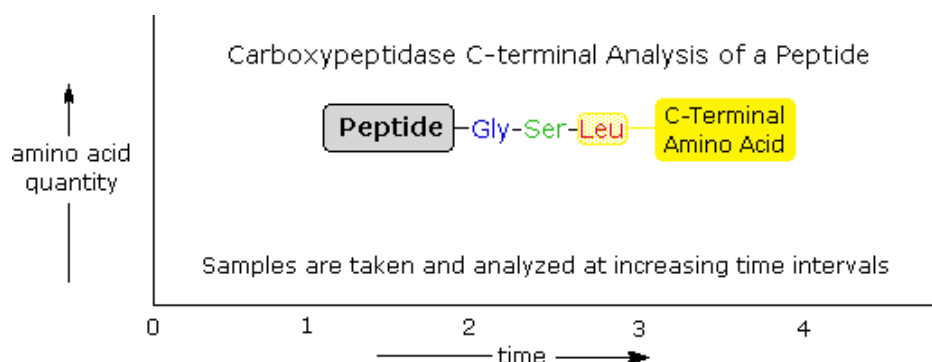 Carboxypeptidase C-terminal Analysis of a Peptide
Peptide-Gly-Ser-Leu
C-Terminal
Amino Acid
amino acid
quantity
Samples are taken and analyzed at increasing time intervals
0 1 2 3 4
time